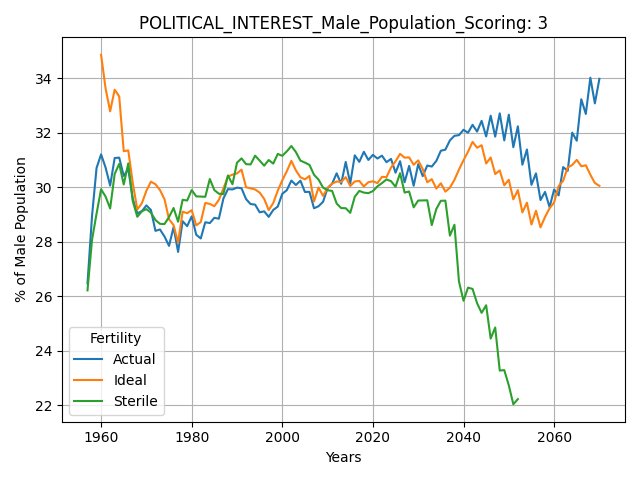 POLITICAL_INTEREST_Male_Population_Scoring: 3
34
32
30
28
26
24
22
% of Male Population
Fertility
Actual
Ideal
Sterile
1960 1980 2000 2020 2040 2060
Years